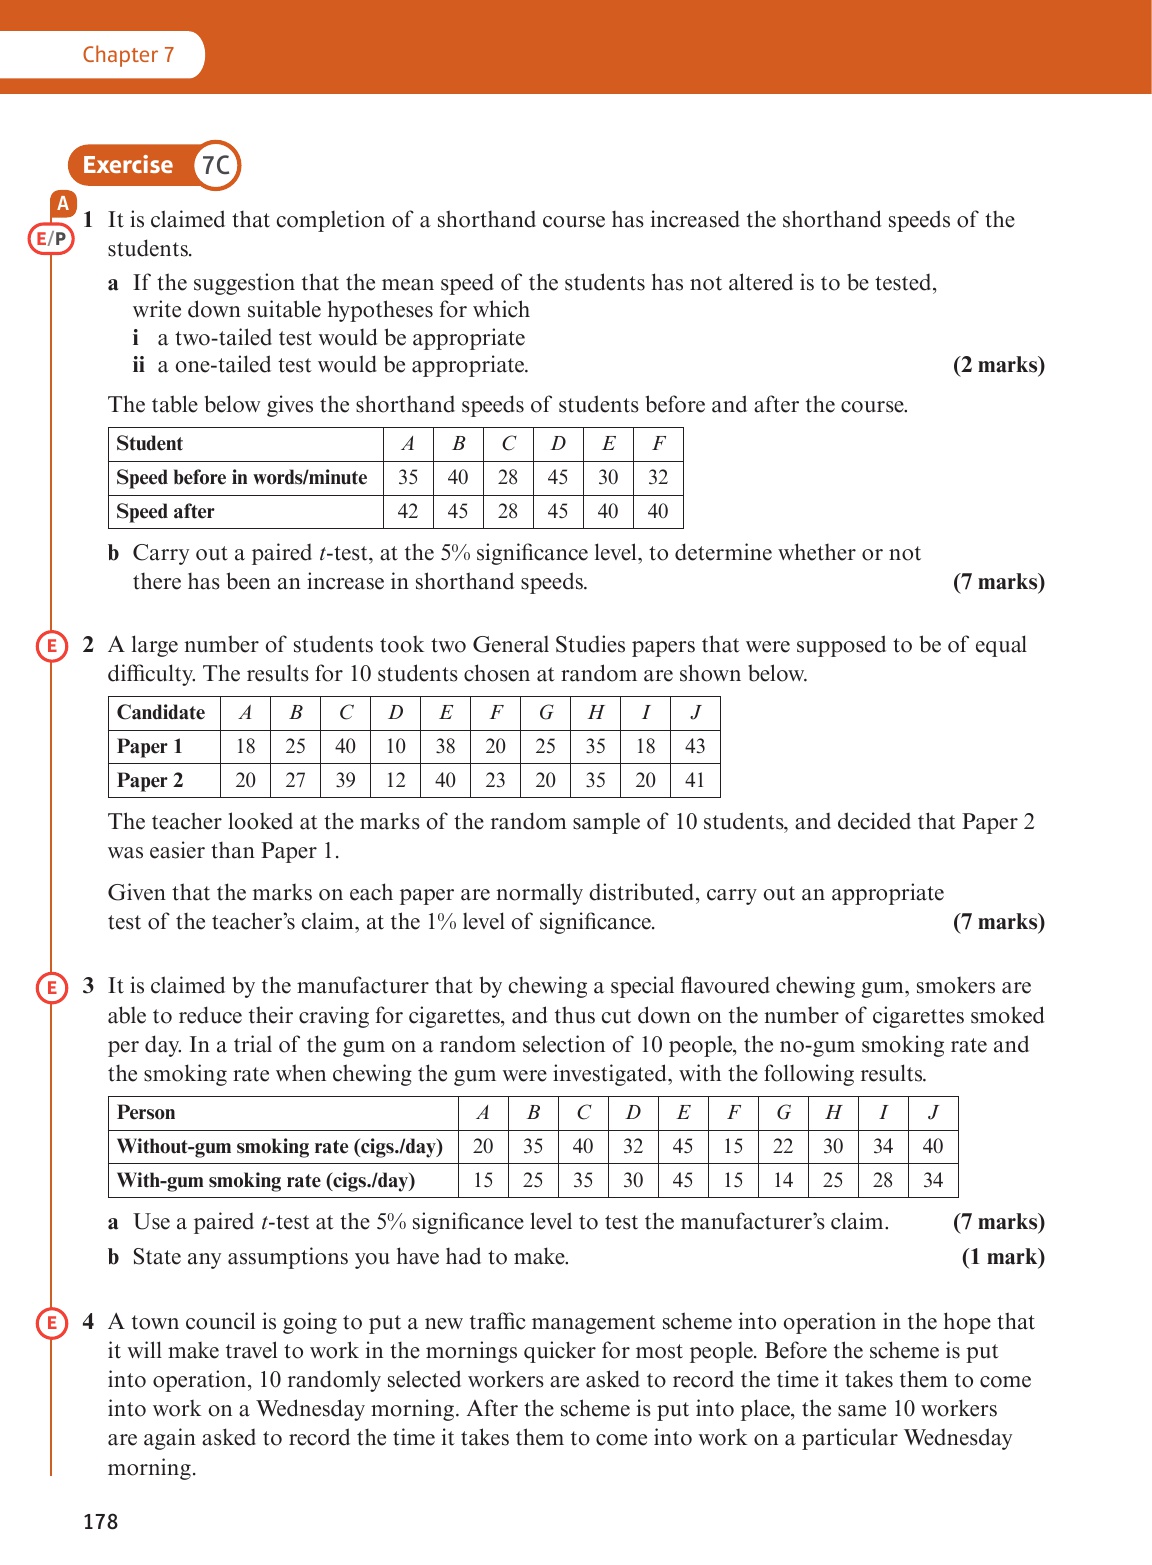 Chapter 7
Exercise 7C
A
E/P
1 It is claimed that completion of a shorthand course has increased the shorthand speeds of the
students.
a If the suggestion that the mean speed of the students has not altered is to be tested,
write down suitable hypotheses for which
i a two-tailed test would be appropriate
ii a one-tailed test would be appropriate. (2 marks)
The table below gives the shorthand speeds of students before and after the course.
Student A B C D E F
Speed before in words/minute 35 40 28 45 30 32
Speed after 42 45 28 45 40 40
b Carry out a paired t-test, at the 5% significance level, to determine whether or not
there has been an increase in shorthand speeds. (7 marks)
E 2 A large number of students took two General Studies papers that were supposed to be of equal
difficulty. The results for 10 students chosen at random are shown below.
Candidate A B C D E F G H I J
Paper 1 18 25 40 10 38 20 25 35 18 43
Paper 2 20 27 39 12 40 23 20 35 20 41
The teacher looked at the marks of the random sample of 10 students, and decided that Paper 2
was easier than Paper 1.
Given that the marks on each paper are normally distributed, carry out an appropriate
test of the teacher's claim, at the 1% level of significance. (7 marks)
E 3 It is claimed by the manufacturer that by chewing a special flavoured chewing gum, smokers are
able to reduce their craving for cigarettes, and thus cut down on the number of cigarettes smoked
per day. In a trial of the gum on a random selection of 10 people, the no-gum smoking rate and
the smoking rate when chewing the gum were investigated, with the following results.
Person A B C D E F G H I J
Without-gum smoking rate (cigs./day) 20 35 40 32 45 15 22 30 34 40
With-gum smoking rate (cigs./day) 15 25 35 30 45 15 14 25 28 34
a Use a paired t-test at the 5% significance level to test the manufacturer's claim. (7 marks)
b State any assumptions you have had to make. (1 mark)
E 4 A town council is going to put a new traffic management scheme into operation in the hope that
it will make travel to work in the mornings quicker for most people. Before the scheme is put
into operation, 10 randomly selected workers are asked to record the time it takes them to come
into work on a Wednesday morning. After the scheme is put into place, the same 10 workers
are again asked to record the time it takes them to come into work on a particular Wednesday
morning.
178